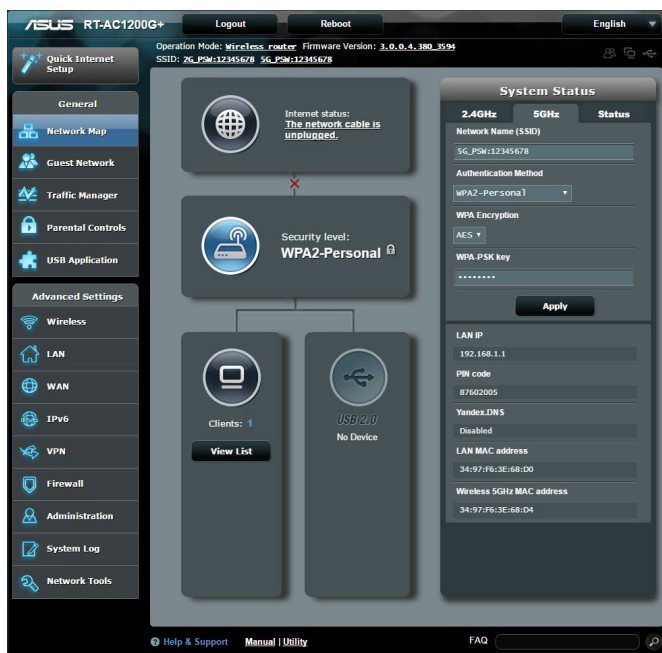 ASUS RT-AC1200G+ Logout Reboot English
Quick Internet Setup
Operation Mode: Wireless router Firmware Version: 3.0.0.4.380_3594
SSID: 2G_PSW:12345678 5G_PSW:12345678
General
Network Map
Guest Network
Traffic Manager
Parental Controls
USB Application
Advanced Settings
Wireless
LAN
WAN
IPv6
VPN
Firewall
Administration
System Log
Network Tools
Internet status:
The network cable is
unplugged.
Security level:
WPA2-Personal
Clients: 1
View List
USB 2.0
No Device
System Status
2.4GHz 5GHz Status
Network Name (SSID)
5G_PSW:12345678
Authentication Method
WPA2-Personal
WPA Encryption
AES
WPA-PSK key
········
Apply
LAN IP
192.168.1.1
PIN code
87602005
Yandex.DNS
Disabled
LAN MAC address
34:97:F6:3E:68:D0
Wireless 5GHz MAC address
34:97:F6:3E:68:D4
Help & Support Manual | Utility FAQ